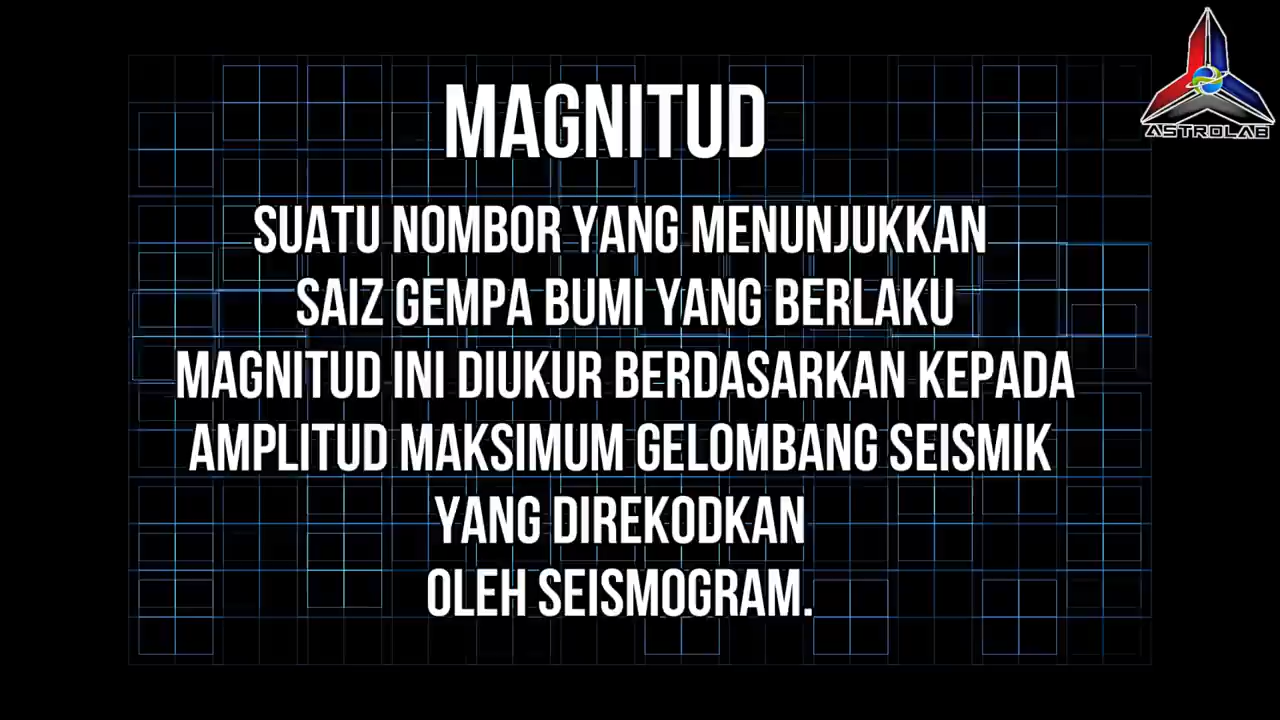 MAGNITUD
SUATU NOMBOR YANG MENUNJUKKAN
SAIZ GEMPA BUMI YANG BERLAKU
MAGNITUD INI DIUKUR BERDASARKAN KEPADA
AMPLITUD MAKSIMUM GELOMBANG SEISMIK
YANG DIREKODKAN
OLEH SEISMOGRAM.
ASTROLAB